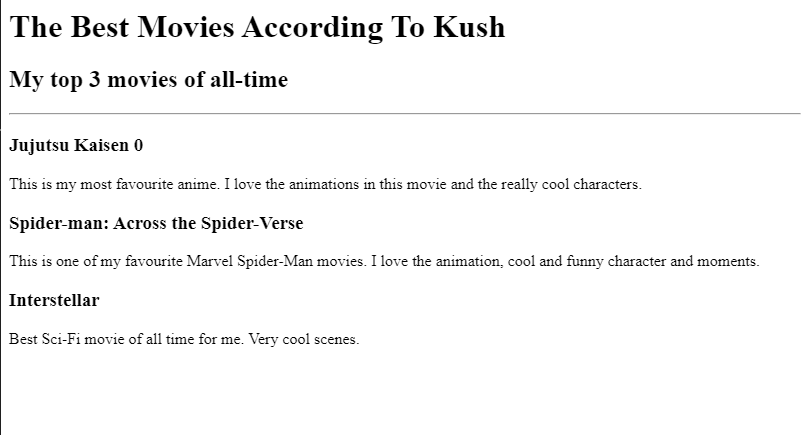 The Best Movies According To Kush
My top 3 movies of all-time
Jujutsu Kaisen 0
This is my most favourite anime. I love the animations in this movie and the really cool characters.
Spider-man: Across the Spider-Verse
This is one of my favourite Marvel Spider-Man movies. I love the animation, cool and funny character and moments.
Interstellar
Best Sci-Fi movie of all time for me. Very cool scenes.